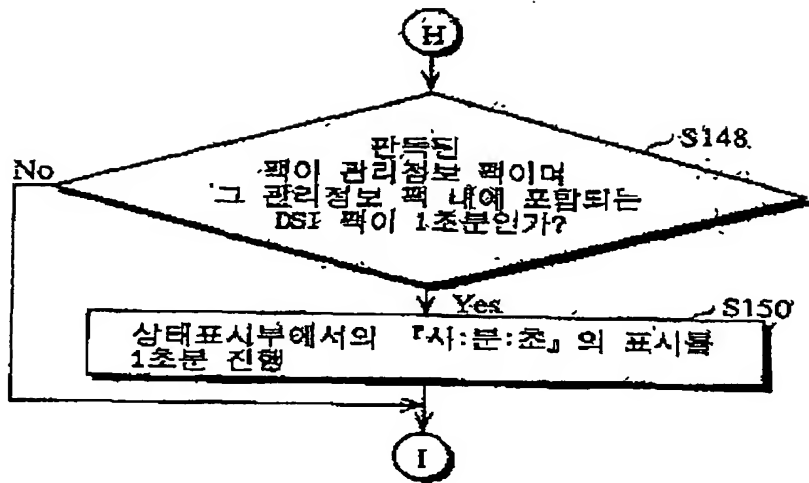 H
판독된
팩이 관리정보 팩이며
그 관리정보 팩 내에 포함되는
DSI 팩이 1초분인가?
S148
No
Yes
S150
상태표시부에서의 『시:분:초』의 표시를
1초분 진행
I